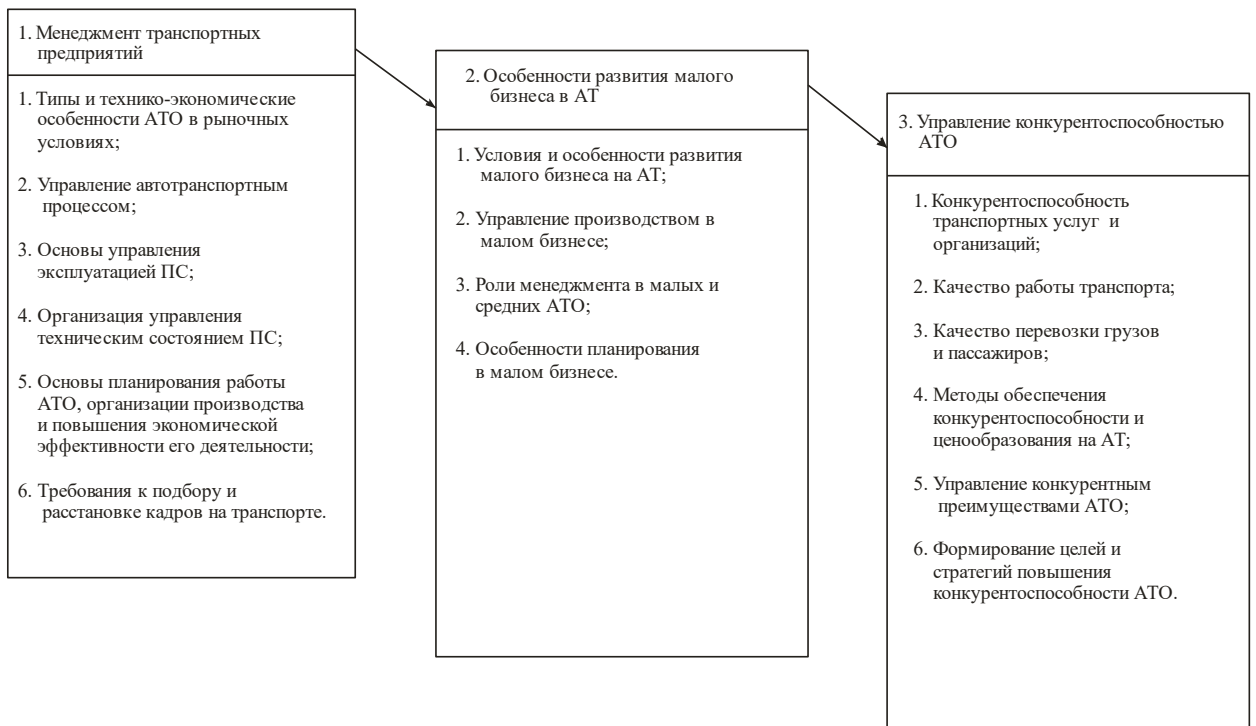 1. Менеджмент транспортных
предприятий
1. Типы и технико-экономические
особенности АТО в рыночных
условиях;
2. Управление автотранспортным
процессом;
3. Основы управления
эксплуатацией ПС;
4. Организация управления
техническим состоянием ПС;
5. Основы планирования работы
АТО, организации производства
и повышения экономической
эффективности его деятельности;
6. Требования к подбору и
расстановке кадров на транспорте.
2. Особенности развития малого
бизнеса в АТ
1. Условия и особенности развития
малого бизнеса на АТ;
2. Управление производством в
малом бизнесе;
3. Роли менеджмента в малых и
средних АТО;
4. Особенности планирования
в малом бизнесе.
3. Управление конкурентоспособностью
АТО
1. Конкурентоспособность
транспортных услуг и
организаций;
2. Качество работы транспорта;
3. Качество перевозки грузов
и пассажиров;
4. Методы обеспечения
конкурентоспособности и
ценообразования на АТ;
5. Управление конкурентным
преимуществами АТО;
6. Формирование целей и
стратегий повышения
конкурентоспособности АТО.